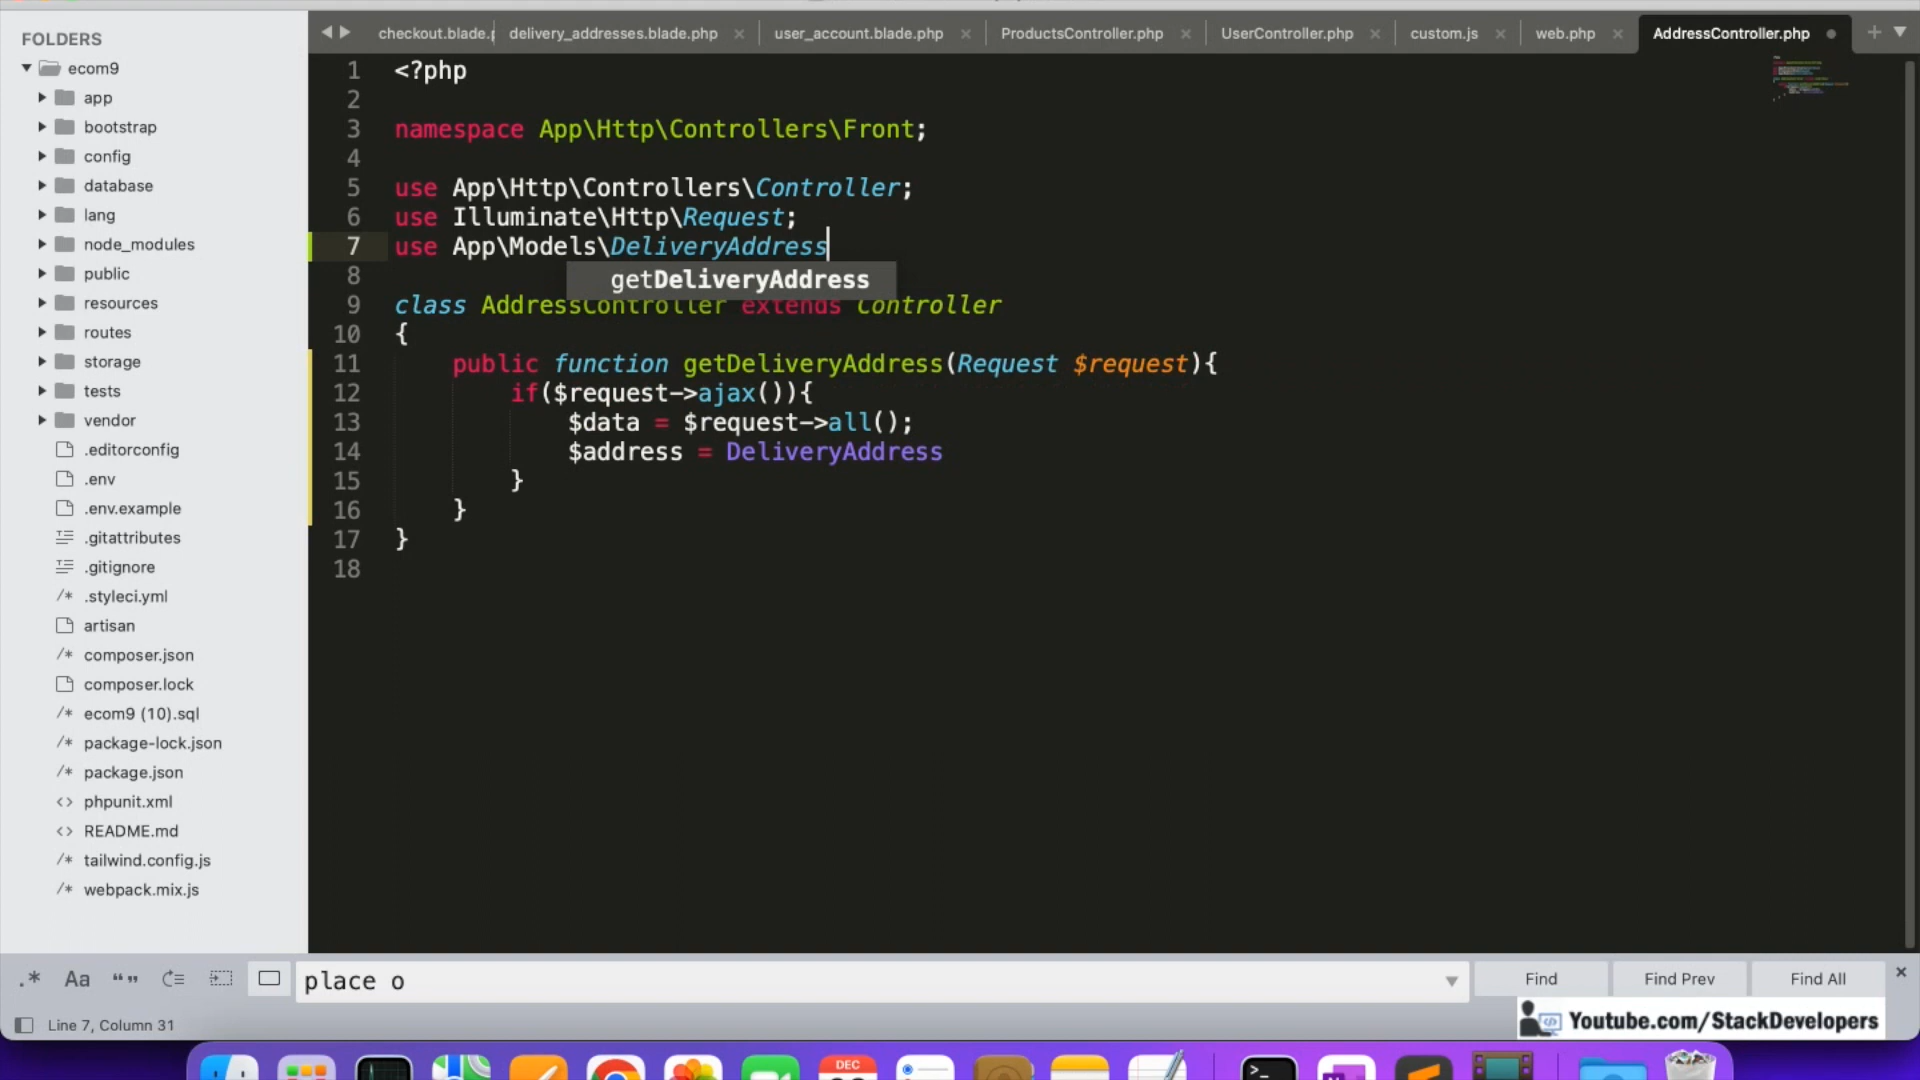 FOLDERS
ecom9
app
bootstrap
config
database
lang
node_modules
public
resources
routes
storage
tests
vendor
.editorconfig
.env
.env.example
.gitattributes
.gitignore
.styleci.yml
artisan
composer.json
composer.lock
ecom9 (10).sql
package-lock.json
package.json
phpunit.xml
README.md
tailwind.config.js
webpack.mix.js
checkout.blade.p
delivery_addresses.blade.php
user_account.blade.php
ProductsController.php
UserController.php
custom.js
web.php
AddressController.php
1 <?php
2
3 namespace App\Http\Controllers\Front;
4
5 use App\Http\Controllers\Controller;
6 use Illuminate\Http\Request;
7 use App\Models\DeliveryAddress
getDeliveryAddress
8
9 class AddressController extends Controller
10 {
11 public function getDeliveryAddress(Request $request){
12 if($request->ajax()){
13 $data = $request->all();
14 $address = DeliveryAddress
15 }
16 }
17 }
18
.* Aa “”
place o
Find
Find Prev
Find All
Line 7, Column 31
Youtube.com/StackDevelopers
DEC